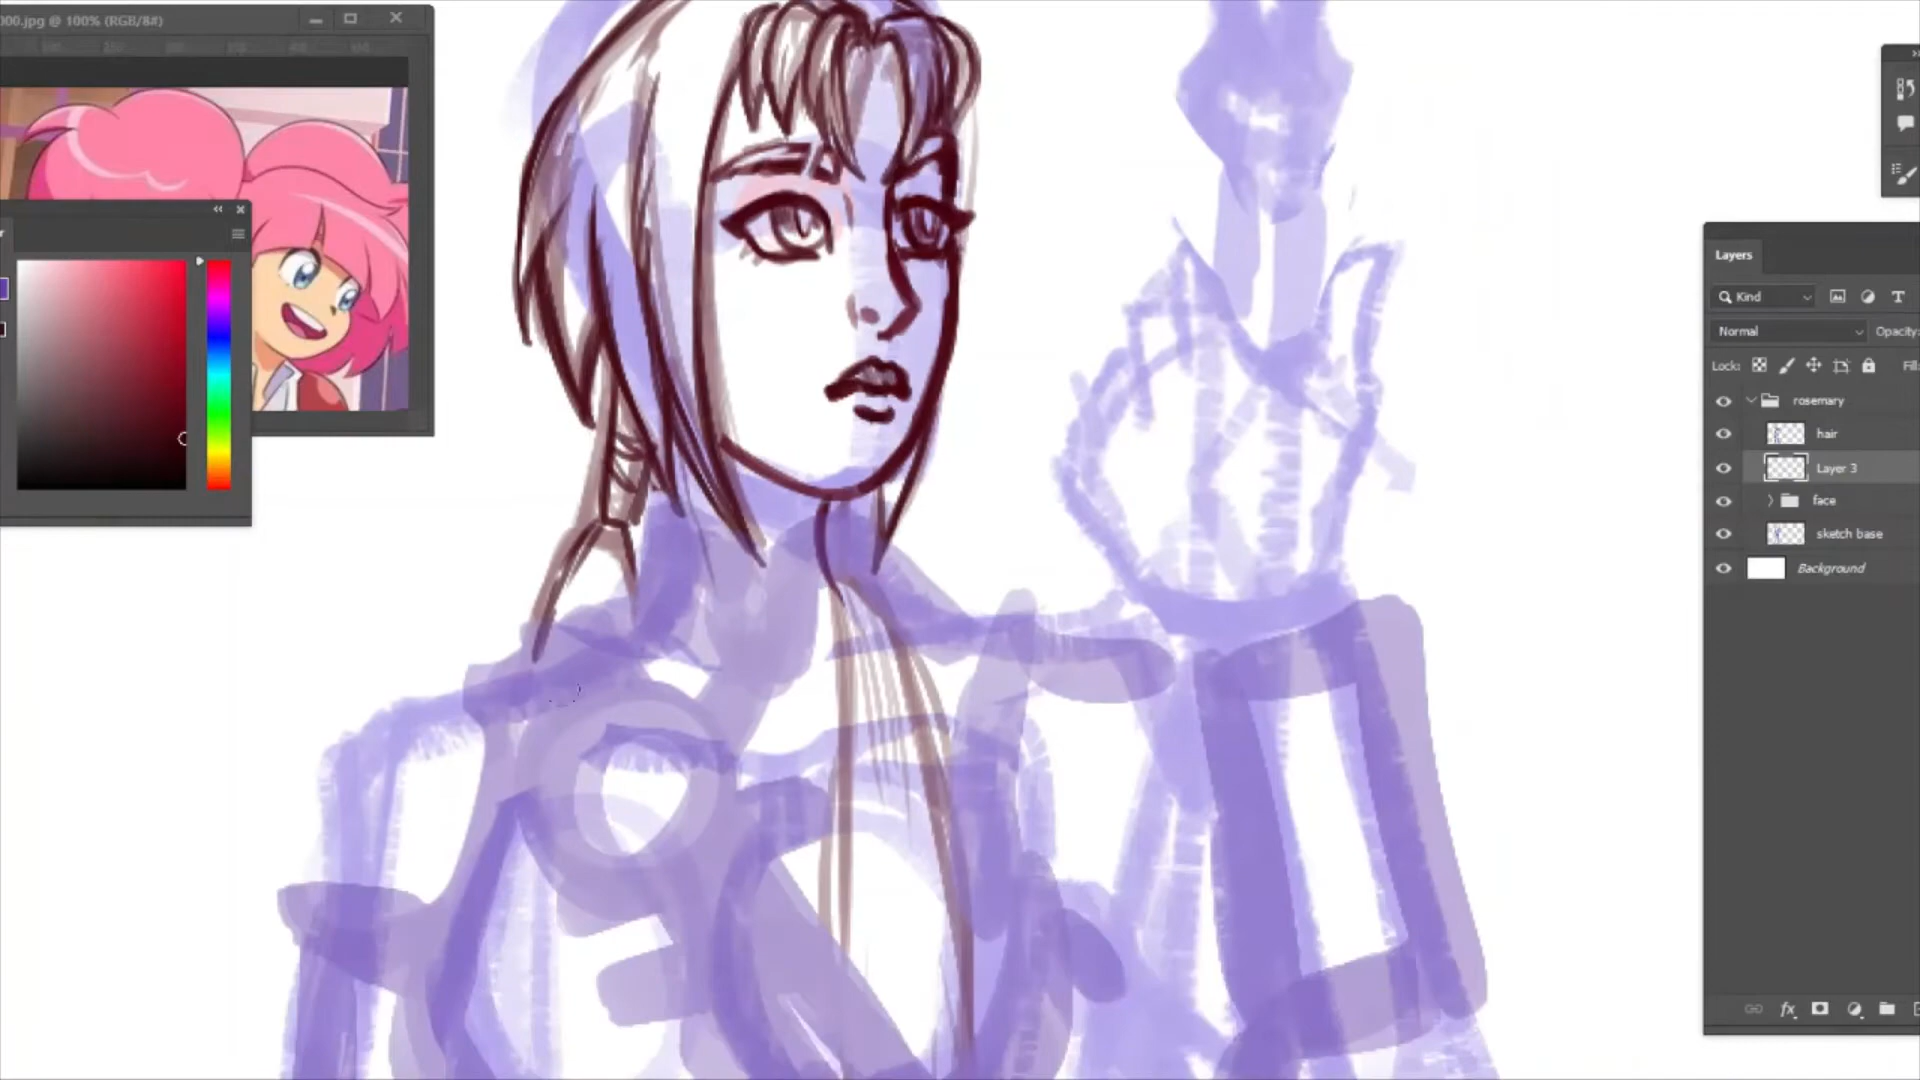 000.jpg @ 100% (RGB/8#)
Layers
Kind
Normal
Opacity:
Lock:
Fill
rosemary
hair
Layer 3
face
sketch base
Background